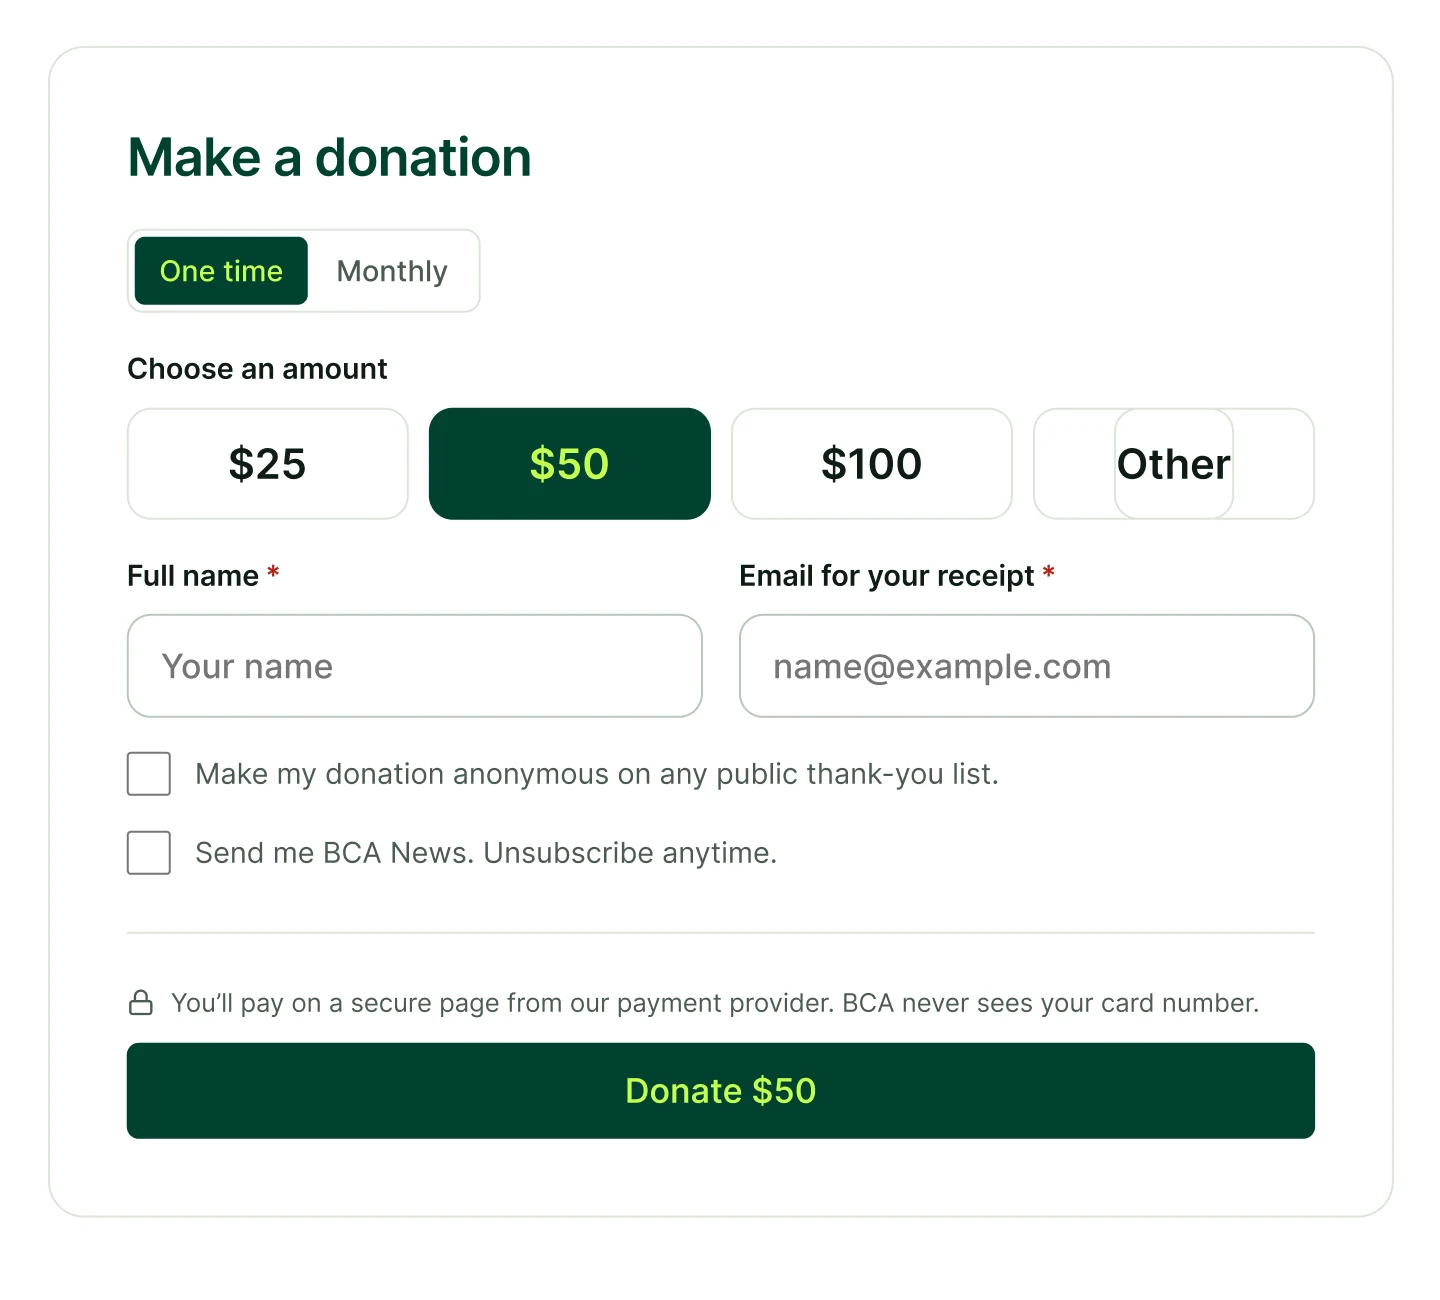 Make a donation
One time Monthly
Choose an amount
$25 $50 $100 Other
Full name * Email for your receipt *
Your name name@example.com
Make my donation anonymous on any public thank-you list.
Send me BCA News. Unsubscribe anytime.
You’ll pay on a secure page from our payment provider. BCA never sees your card number.
Donate $50